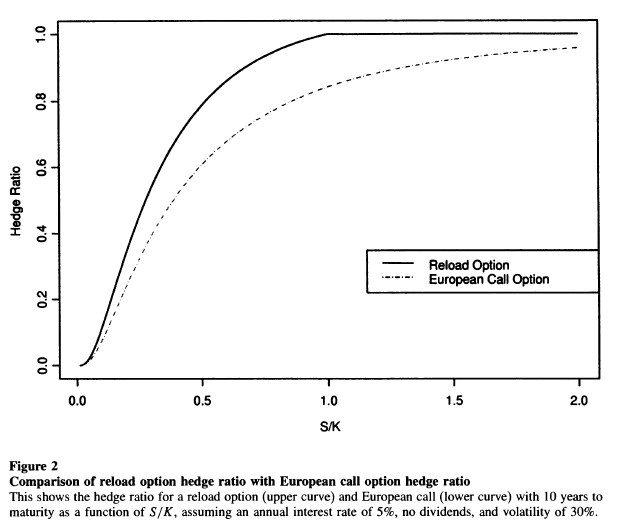 1.0
0.8
0.6
0.4
0.2
0.0
Hedge Ratio
Reload Option
European Call Option
0.0 0.5 1.0 1.5 2.0
S/K
Figure 2
Comparison of reload option hedge ratio with European call option hedge ratio
This shows the hedge ratio for a reload option (upper curve) and European call (lower curve) with 10 years to
maturity as a function of S/K, assuming an annual interest rate of 5%, no dividends, and volatility of 30%.